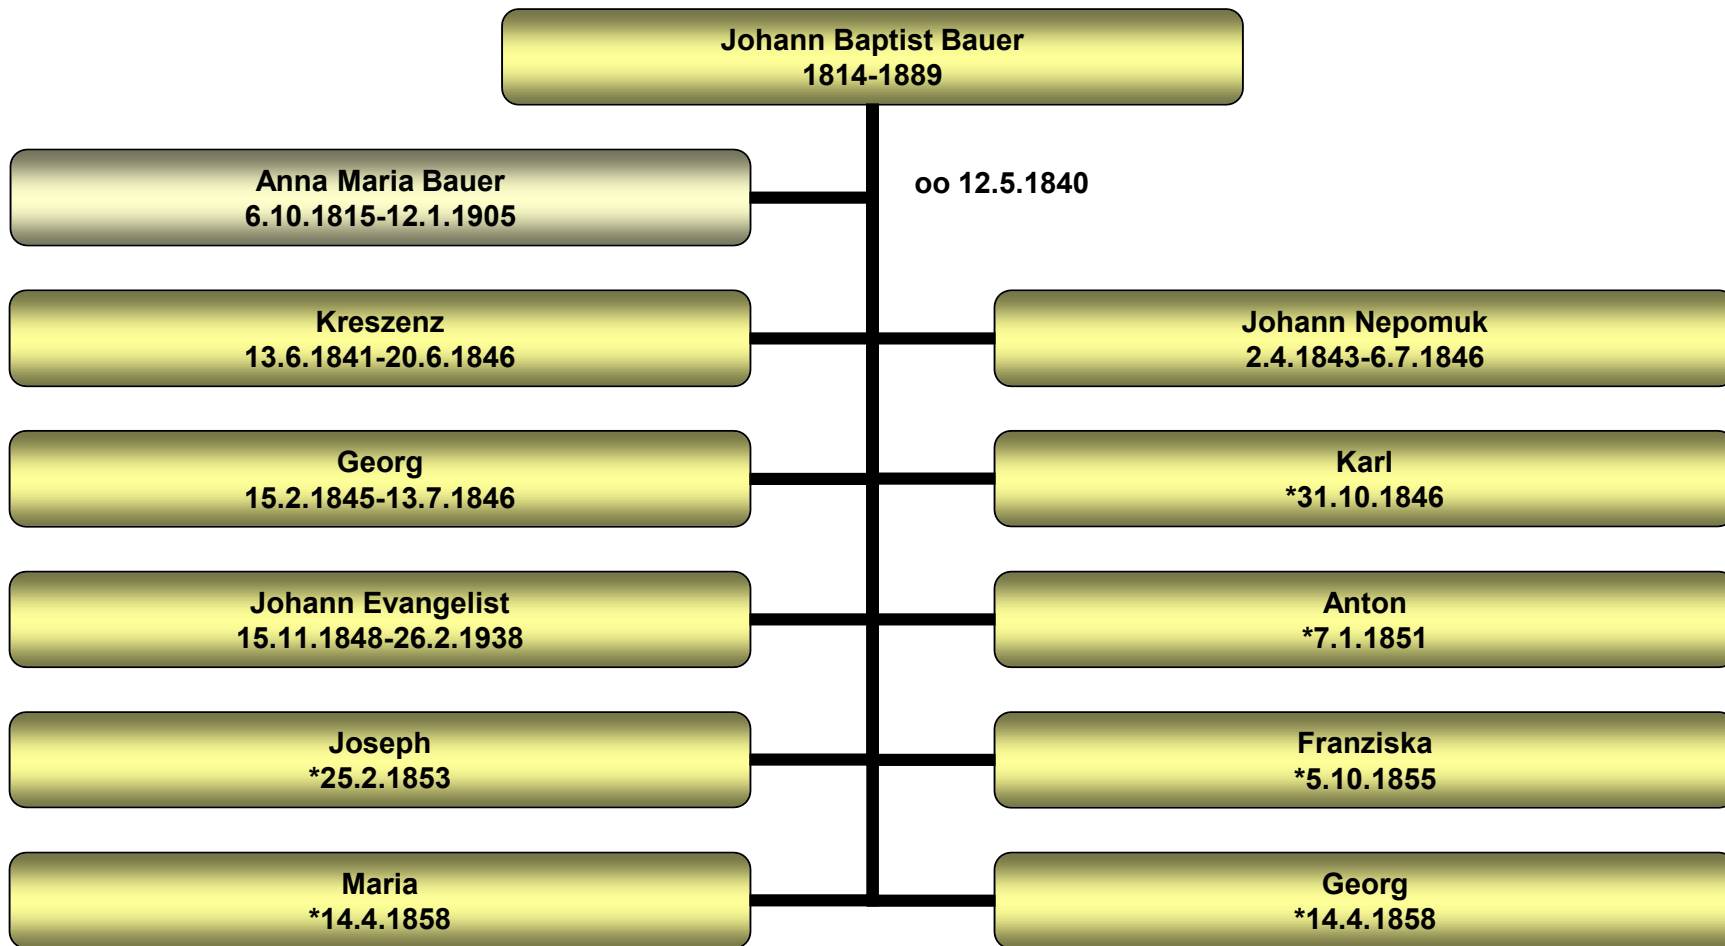 Johann Baptist Bauer
1814-1889
Anna Maria Bauer
6.10.1815-12.1.1905
oo 12.5.1840
Kreszenz
13.6.1841-20.6.1846
Johann Nepomuk
2.4.1843-6.7.1846
Georg
15.2.1845-13.7.1846
Karl
*31.10.1846
Johann Evangelist
15.11.1848-26.2.1938
Anton
*7.1.1851
Joseph
*25.2.1853
Franziska
*5.10.1855
Maria
*14.4.1858
Georg
*14.4.1858